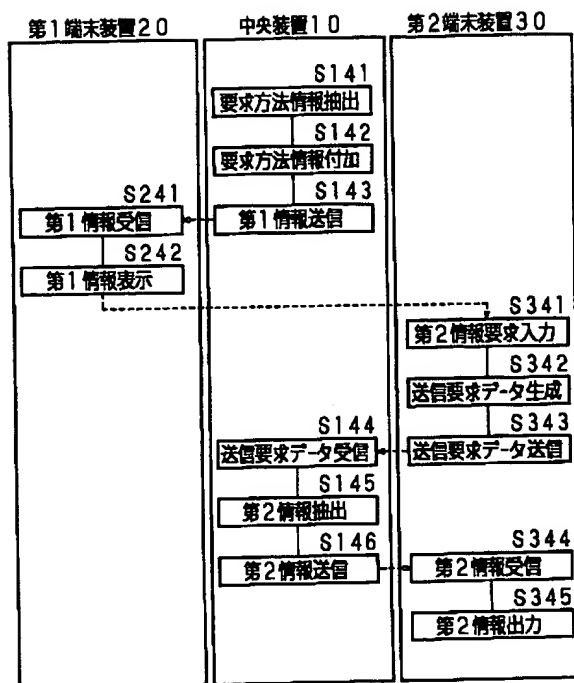 第1端末装置20
中央装置10
第2端末装置30
S141
要求方法情報抽出
S142
要求方法情報付加
S143
第1情報送信
S241
第1情報受信
S242
第1情報表示
S341
第2情報要求入力
S342
送信要求データ生成
S343
送信要求データ送信
S144
送信要求データ受信
S145
第2情報抽出
S146
第2情報送信
S344
第2情報受信
S345
第2情報出力